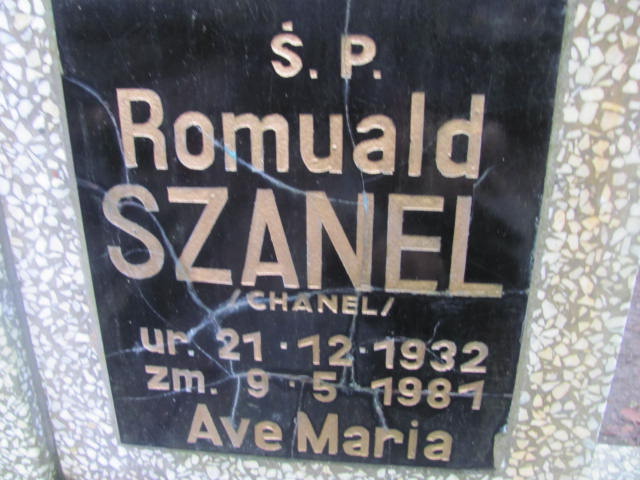 Ś. P.
Romuald
SZANEL
/CHANEL/
ur. 21 · 12 · 1932
zm. 9 · 5 · 1981
Ave Maria